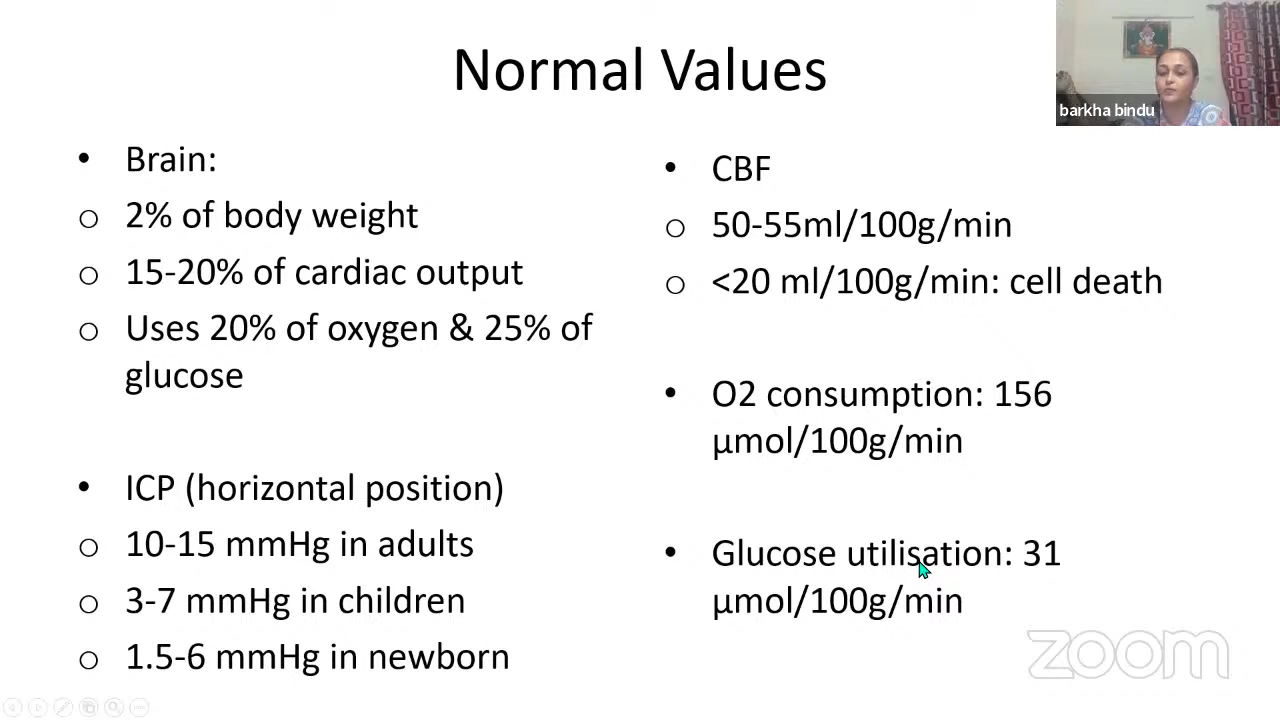 Normal Values
barkha bindu
• Brain:
o 2% of body weight
o 15-20% of cardiac output
o Uses 20% of oxygen & 25% of
glucose
• ICP (horizontal position)
o 10-15 mmHg in adults
o 3-7 mmHg in children
o 1.5-6 mmHg in newborn
• CBF
o 50-55ml/100g/min
o <20 ml/100g/min: cell death
• O2 consumption: 156
µmol/100g/min
• Glucose utilisation: 31
µmol/100g/min
zoom